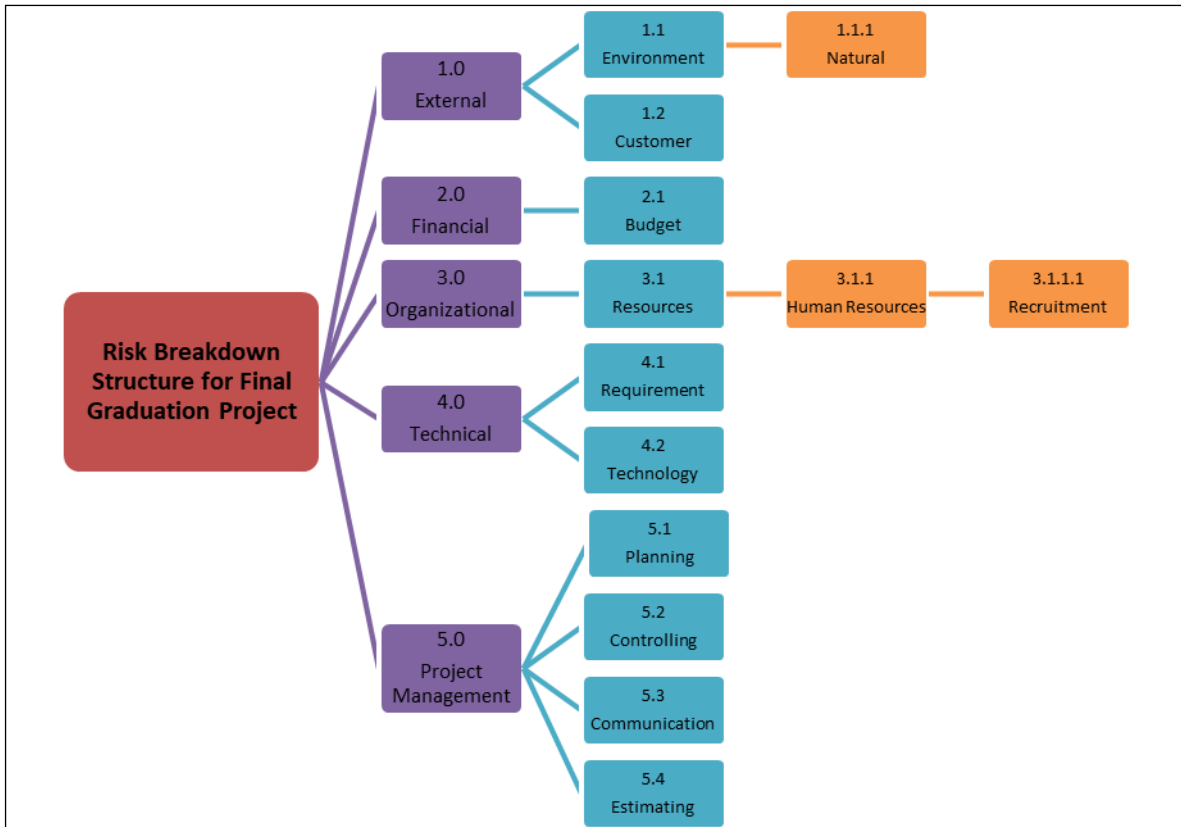 Risk Breakdown
Structure for Final
Graduation Project
1.0
External
1.1
Environment
1.1.1
Natural
1.2
Customer
2.0
Financial
2.1
Budget
3.0
Organizational
3.1
Resources
3.1.1
Human Resources
3.1.1.1
Recruitment
4.0
Technical
4.1
Requirement
4.2
Technology
5.0
Project
Management
5.1
Planning
5.2
Controlling
5.3
Communication
5.4
Estimating